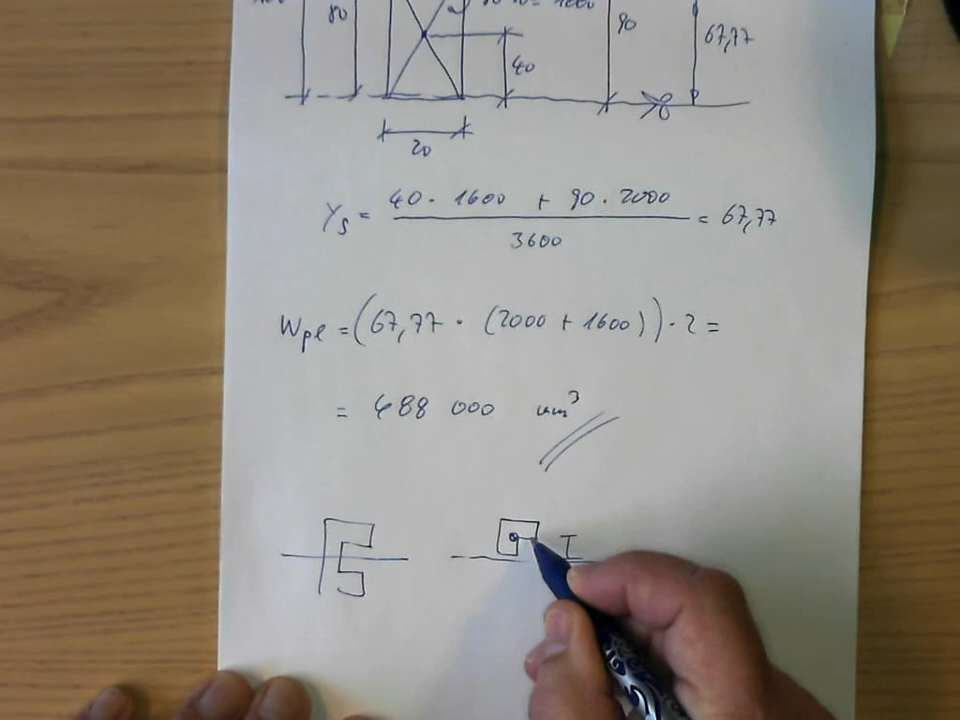 80
90
67,77
40
20
Ys = 40 · 1600 + 90 · 2000 / 3600 = 67,77
Wpl = (67,77 · (2000 + 1600)) · 2 =
= 488 000 mm³